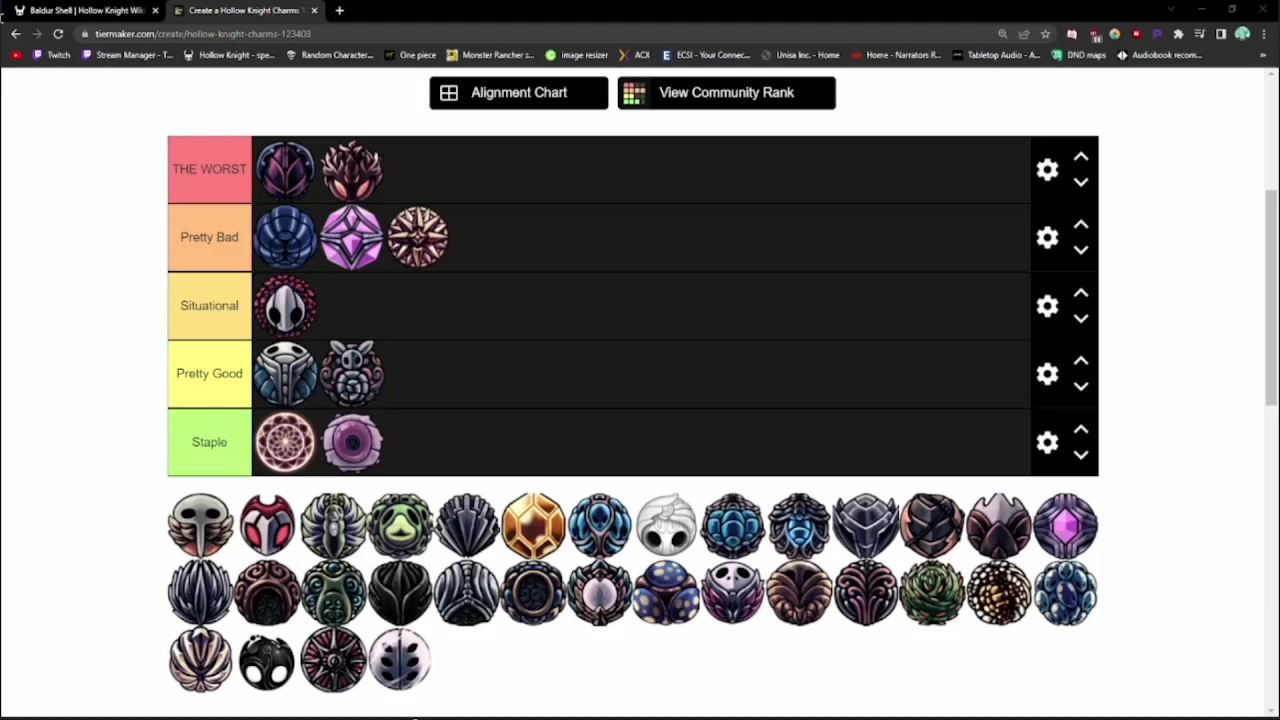 Baldur Shell | Hollow Knight Wiki
Create a Hollow Knight Charms
tiermaker.com/create/hollow-knight-charms-123403
Twitch
Stream Manager - T...
Hollow Knight - spe...
Random Character...
One piece
Monster Rancher ::...
image resizer
ACX
ECSI - Your Connec...
Unisa Inc. - Home
Home - Narrators R...
Tabletop Audio - A...
DND maps
Audiobook recom...
Alignment Chart
View Community Rank
THE WORST
Pretty Bad
Situational
Pretty Good
Staple